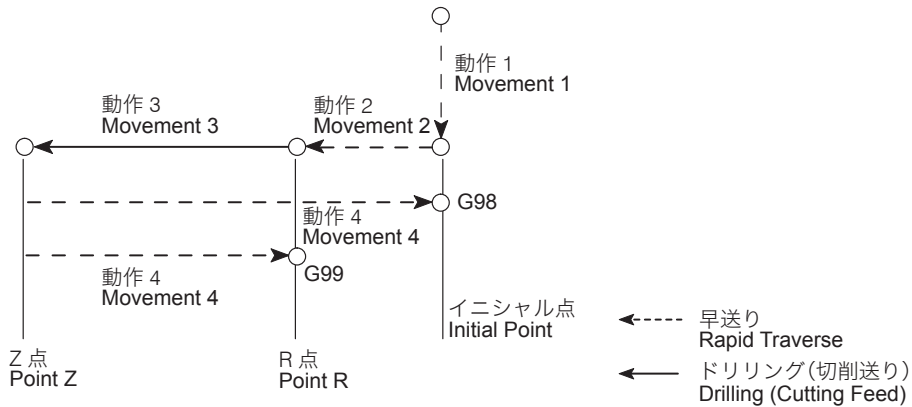 動作 1
Movement 1
動作 3
Movement 3
動作 2
Movement 2
G98
動作 4
Movement 4
G99
動作 4
Movement 4
イニシャル点
Initial Point
Z 点
Point Z
R 点
Point R
早送り
Rapid Traverse
ドリリング（切削送り）
Drilling (Cutting Feed)